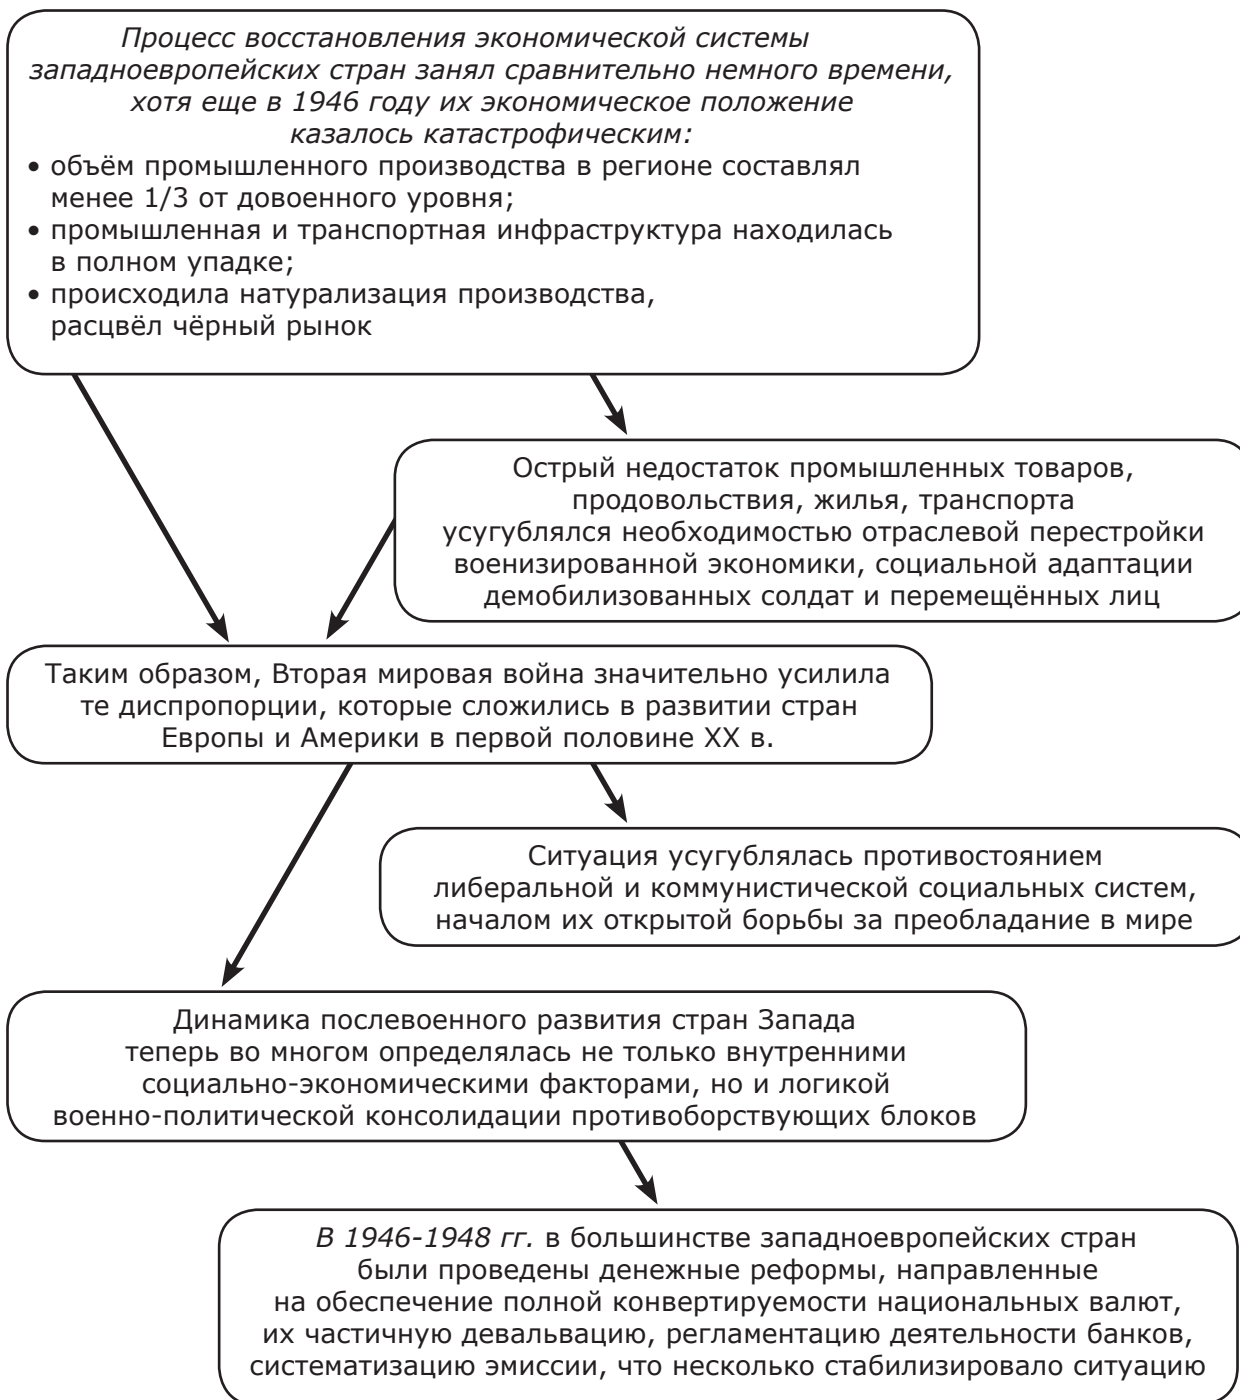 Процесс восстановления экономической системы
западноевропейских стран занял сравнительно немного времени,
хотя еще в 1946 году их экономическое положение
казалось катастрофическим:
• объём промышленного производства в регионе составлял
менее 1/3 от довоенного уровня;
• промышленная и транспортная инфраструктура находилась
в полном упадке;
• происходила натурализация производства,
расцвёл чёрный рынок
Острый недостаток промышленных товаров,
продовольствия, жилья, транспорта
усугублялся необходимостью отраслевой перестройки
военизированной экономики, социальной адаптации
демобилизованных солдат и перемещённых лиц
Таким образом, Вторая мировая война значительно усилила
те диспропорции, которые сложились в развитии стран
Европы и Америки в первой половине XX в.
Ситуация усугублялась противостоянием
либеральной и коммунистической социальных систем,
началом их открытой борьбы за преобладание в мире
Динамика послевоенного развития стран Запада
теперь во многом определялась не только внутренними
социально-экономическими факторами, но и логикой
военно-политической консолидации противоборствующих блоков
В 1946-1948 гг. в большинстве западноевропейских стран
были проведены денежные реформы, направленные
на обеспечение полной конвертируемости национальных валют,
их частичную девальвацию, регламентацию деятельности банков,
систематизацию эмиссии, что несколько стабилизировало ситуацию